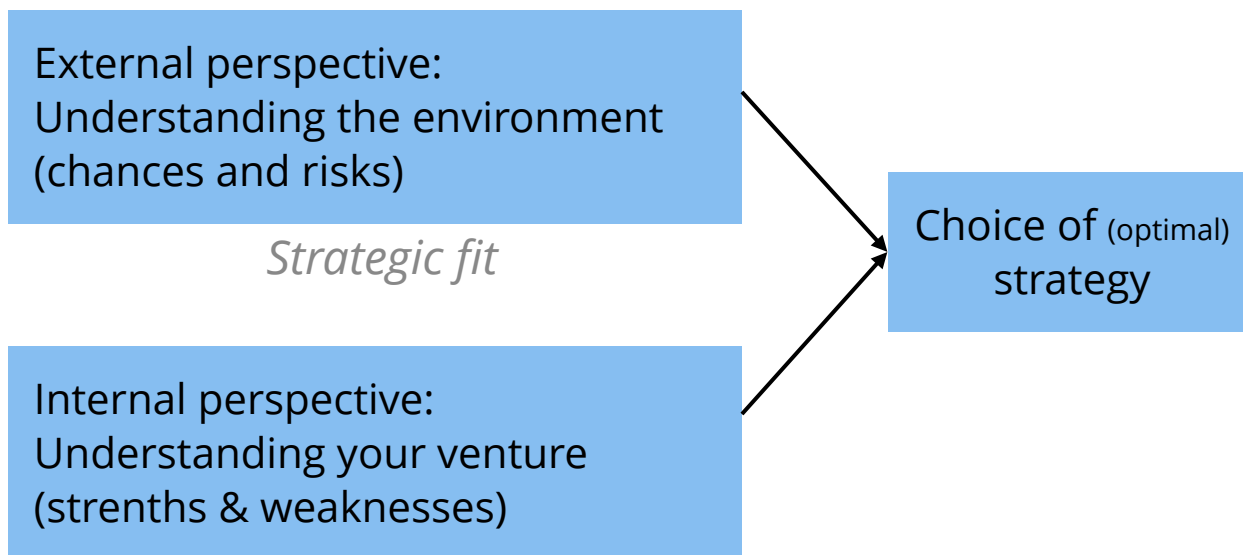 External perspective:
Understanding the environment
(chances and risks)
Strategic fit
Internal perspective:
Understanding your venture
(strenths & weaknesses)
Choice of (optimal)
strategy